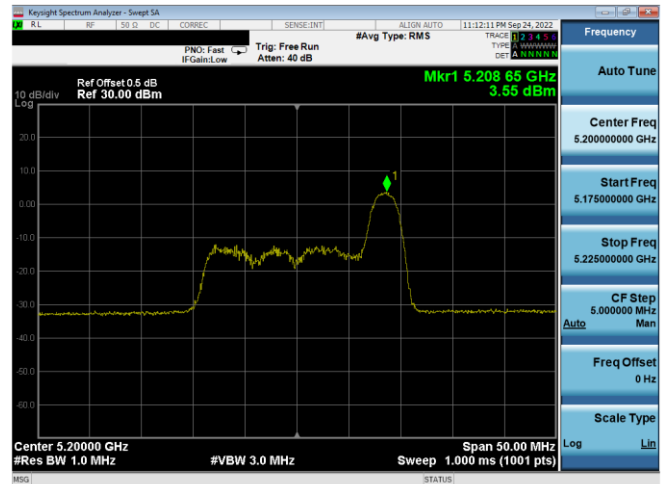 Keysight Spectrum Analyzer - Swept SA
RL RF 50 Ω DC CORREC SENSE:INT ALIGN AUTO 11:12:11 PM Sep 24, 2022
#Avg Type: RMS
TRACE 1 2 3 4 5 6
TYPE A WWWWW
DET A N N N N N
PNO: Fast
IFGain:Low
Trig: Free Run
Atten: 40 dB
Ref Offset 0.5 dB
Ref 30.00 dBm
10 dB/div
Log
Mkr1 5.208 65 GHz
3.55 dBm
20.0
10.0
0.00
-10.0
-20.0
-30.0
-40.0
-50.0
-60.0
1
Center 5.20000 GHz
#Res BW 1.0 MHz
#VBW 3.0 MHz
Span 50.00 MHz
Sweep 1.000 ms (1001 pts)
MSG
STATUS
Frequency
Auto Tune
Center Freq
5.200000000 GHz
Start Freq
5.175000000 GHz
Stop Freq
5.225000000 GHz
CF Step
5.000000 MHz
Auto Man
Freq Offset
0 Hz
Scale Type
Log Lin